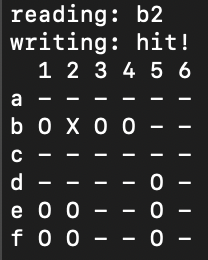 reading: b2
writing: hit!
  1 2 3 4 5 6
a – – – – – –
b O X O O – –
c – – – – – –
d – – – – O –
e O O – – O –
f O O – – O –